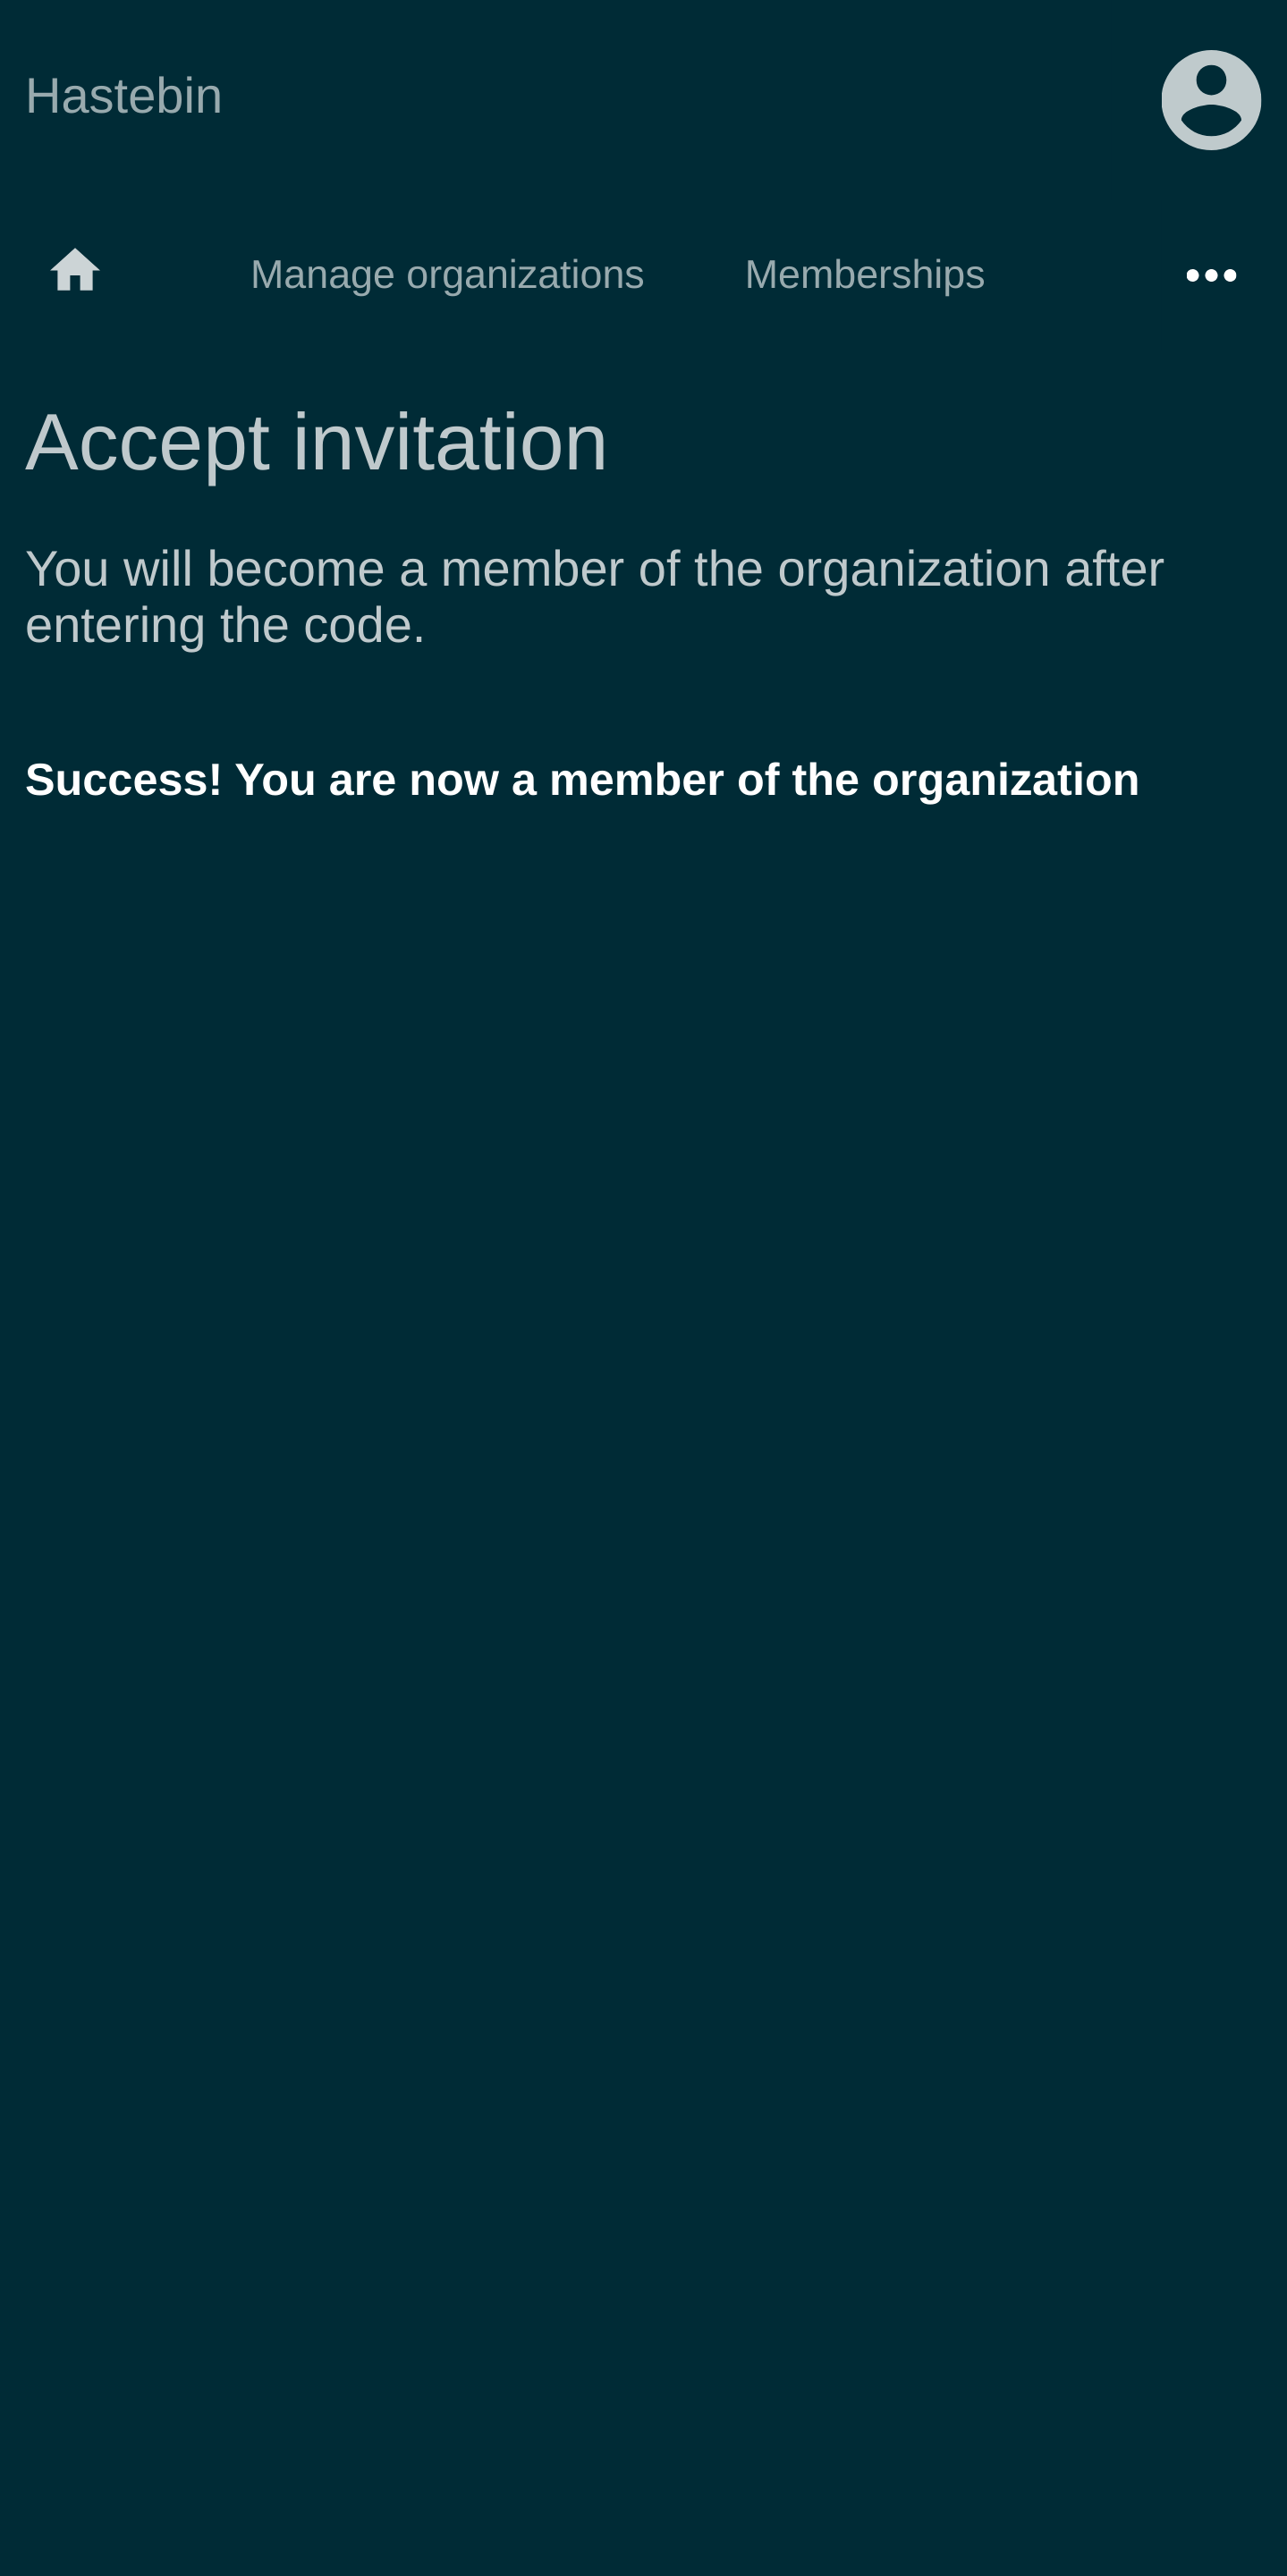 Hastebin
Manage organizations Memberships
Accept invitation
You will become a member of the organization after
entering the code.
Success! You are now a member of the organization